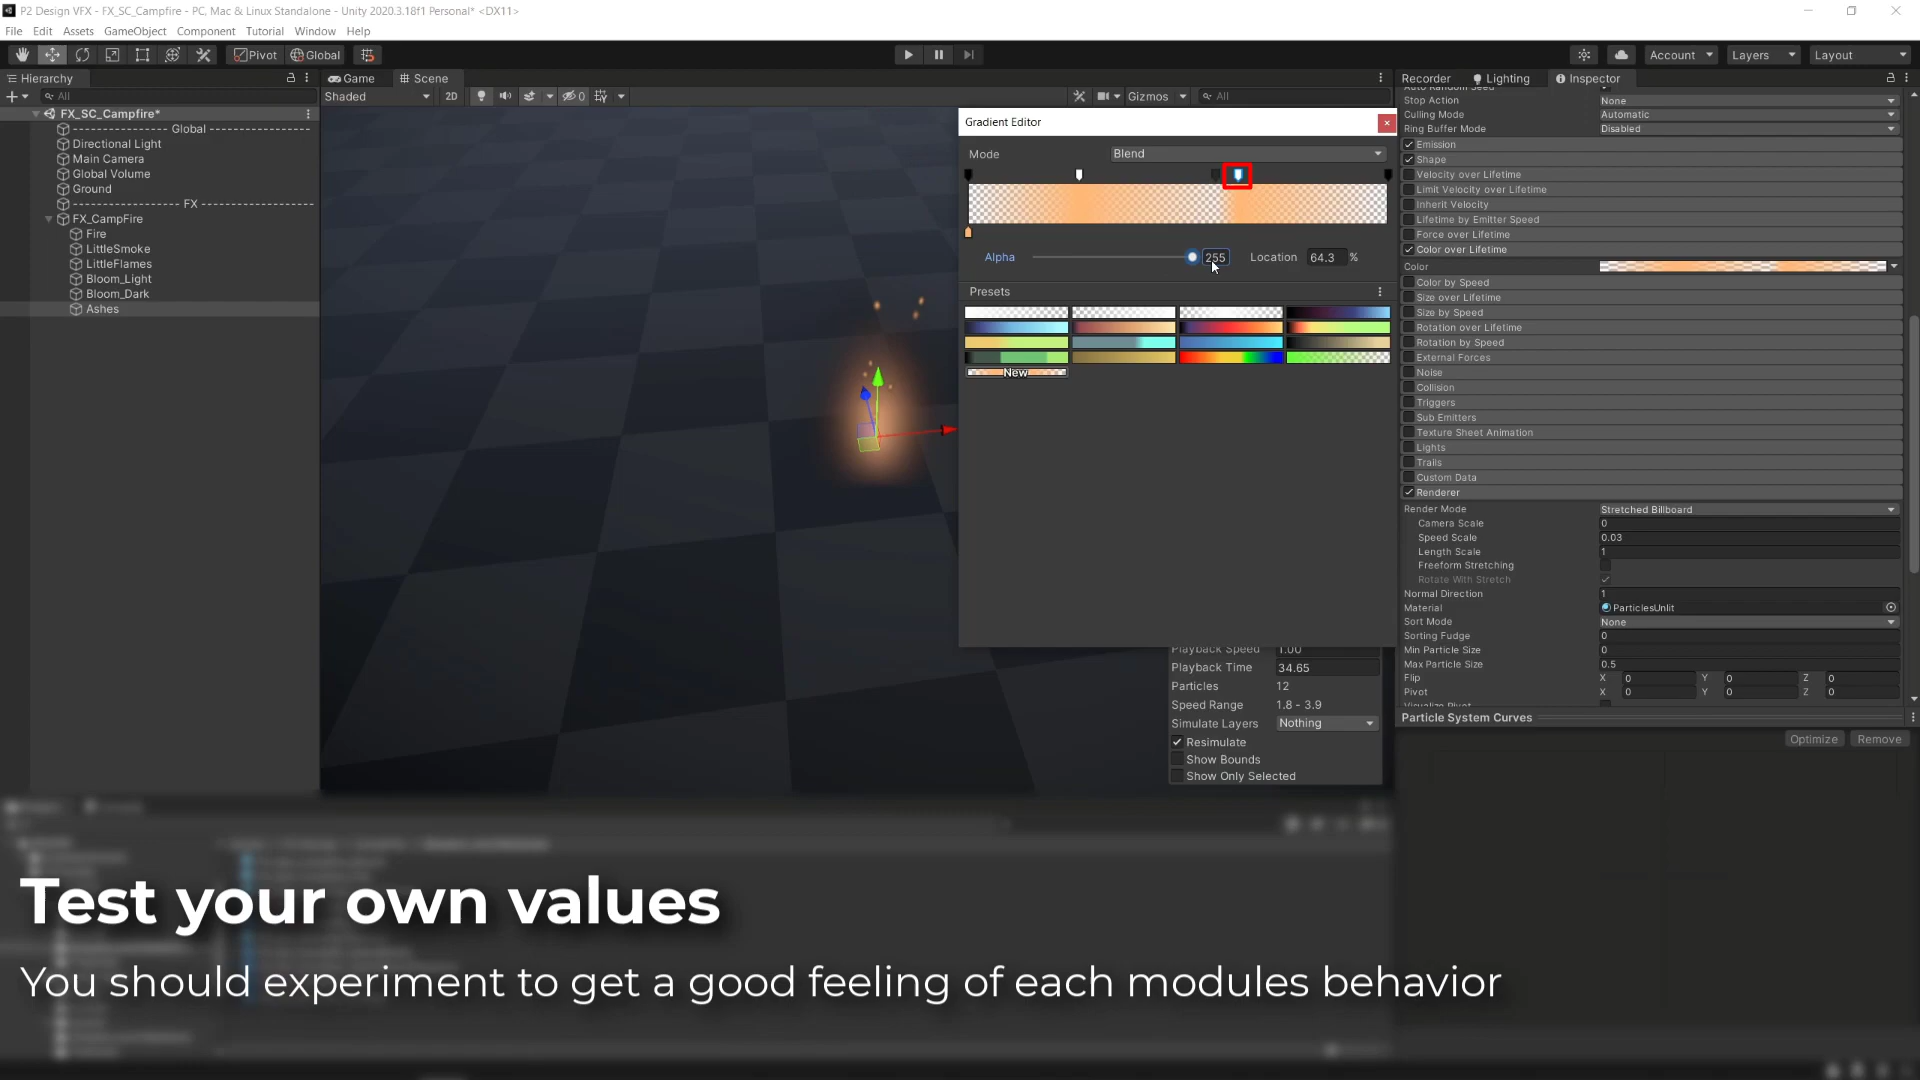 P2 Design VFX - FX_SC_Campfire - PC, Mac & Linux Standalone - Unity 2020.3.18f1 Personal* <DX11>
File Edit Assets GameObject Component Tutorial Window Help
Pivot Global Account Layers Layout
Hierarchy Game Scene Recorder Lighting Inspector
All Shaded 2D 0 Gizmos All
FX_SC_Campfire*
Global
Directional Light
Main Camera
Global Volume
Ground
FX
FX_CampFire
Fire
LittleSmoke
LittleFlames
Bloom_Light
Bloom_Dark
Ashes
Gradient Editor
Mode Blend
Alpha 255 Location 64.3 %
Presets
New
Playback Speed 1.00
Playback Time 34.65
Particles 12
Speed Range 1.8 - 3.9
Simulate Layers Nothing
Resimulate
Show Bounds
Show Only Selected
Auto Random Seed
Stop Action None
Culling Mode Automatic
Ring Buffer Mode Disabled
Emission
Shape
Velocity over Lifetime
Limit Velocity over Lifetime
Inherit Velocity
Lifetime by Emitter Speed
Force over Lifetime
Color over Lifetime
Color
Color by Speed
Size over Lifetime
Size by Speed
Rotation over Lifetime
Rotation by Speed
External Forces
Noise
Collision
Triggers
Sub Emitters
Texture Sheet Animation
Lights
Trails
Custom Data
Renderer
Render Mode Stretched Billboard
Camera Scale 0
Speed Scale 0.03
Length Scale 1
Freeform Stretching
Rotate With Stretch
Normal Direction 1
Material ParticlesUnlit
Sort Mode None
Sorting Fudge 0
Min Particle Size 0
Max Particle Size 0.5
Flip X 0 Y 0 Z 0
Pivot X 0 Y 0 Z 0
Visualize Pivot
Particle System Curves
Optimize Remove
Test your own values
You should experiment to get a good feeling of each modules behavior